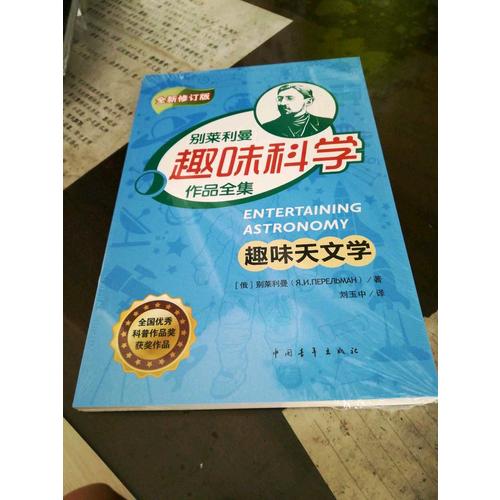 全新修订版
别莱利曼
趣味科学
作品全集
ENTERTAINING
ASTRONOMY
趣味天文学
[俄] 别莱利曼(Я.И.ПЕРЕЛЬМАН)/ 著
刘玉中 / 译
全国优秀
科普作品奖
获奖作品
中国青年出版社